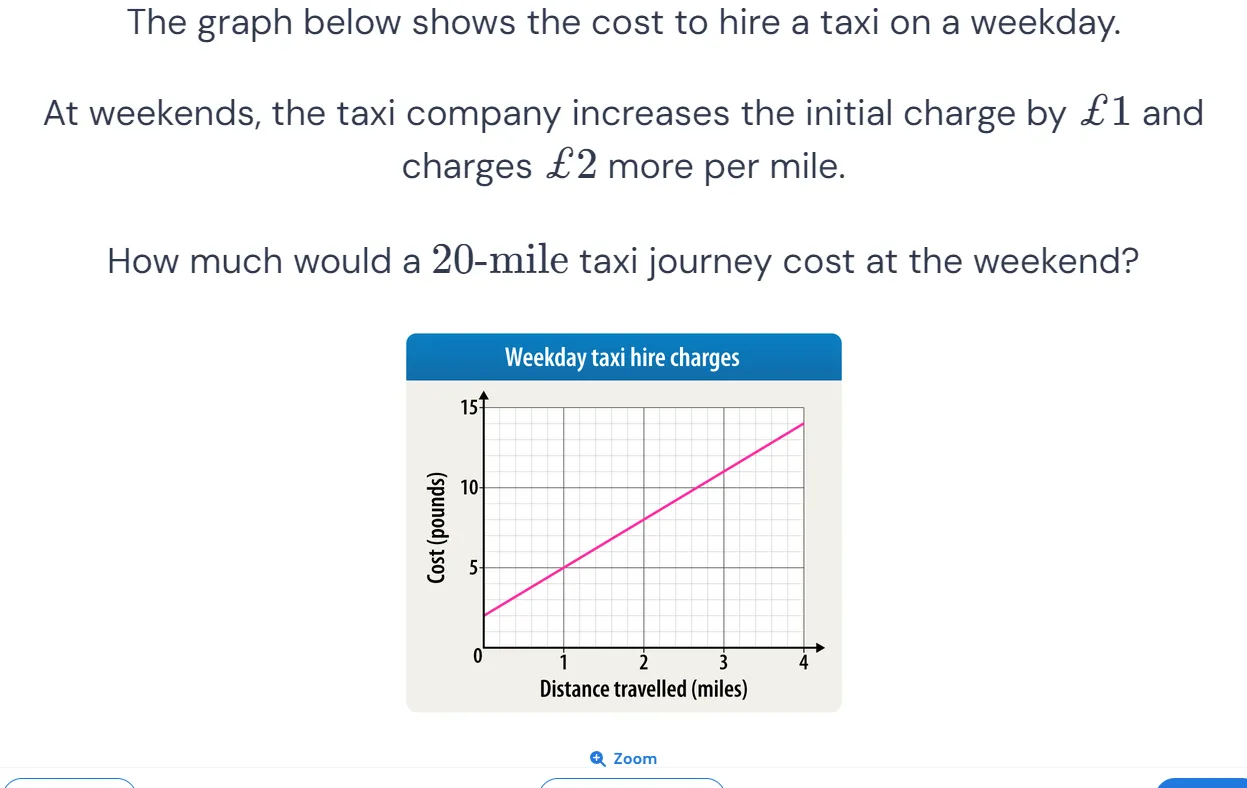 The graph below shows the cost to hire a taxi on a weekday.
At weekends, the taxi company increases the initial charge by £1 and
charges £2 more per mile.
How much would a 20-mile taxi journey cost at the weekend?
Weekday taxi hire charges
15
10
5
0
Cost (pounds)
1 2 3 4
Distance travelled (miles)
Zoom